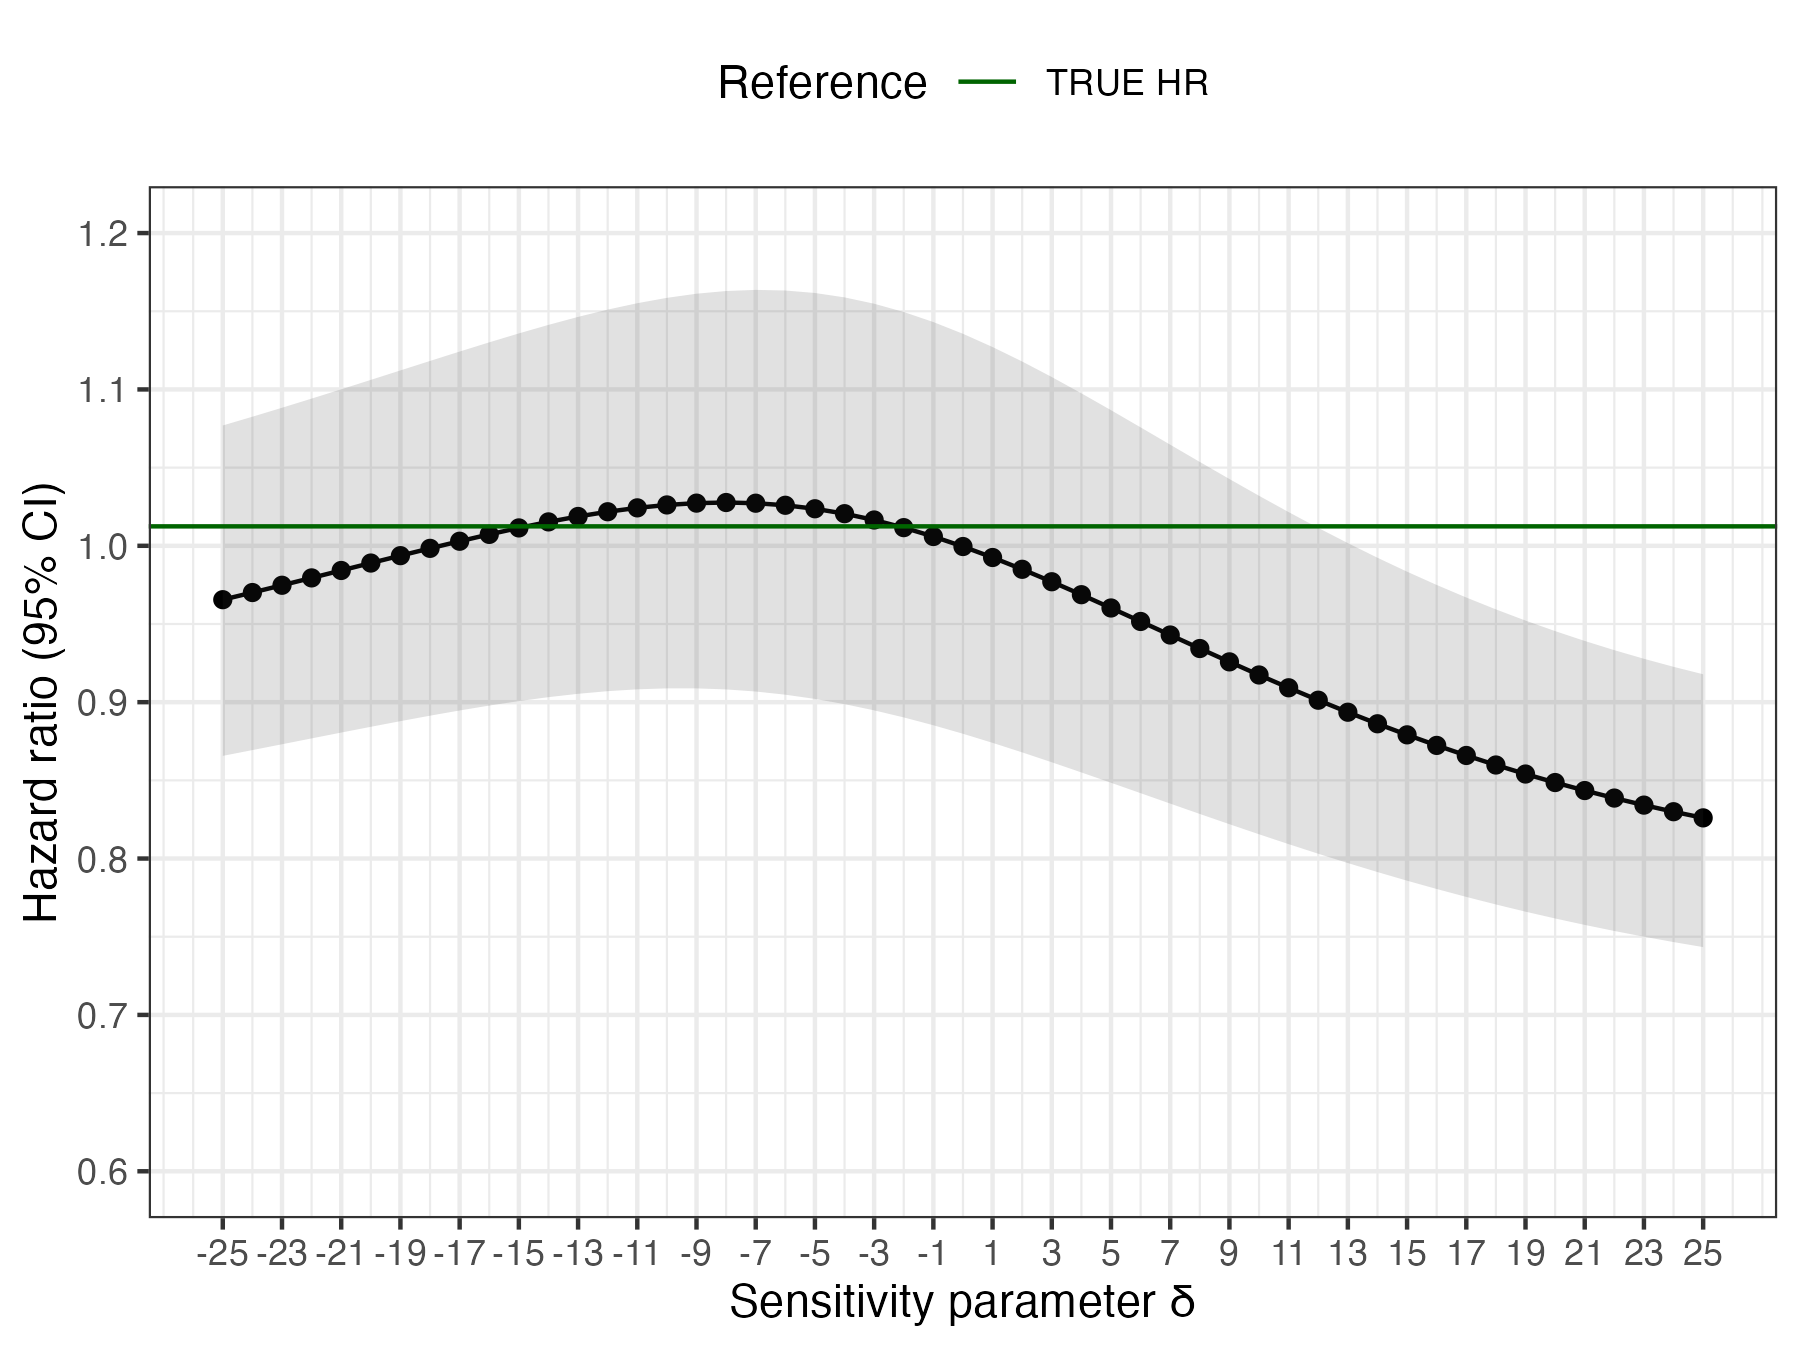 Reference TRUE HR
Hazard ratio (95% CI)
1.2
1.1
1.0
0.9
0.8
0.7
0.6
-25 -23 -21 -19 -17 -15 -13 -11 -9 -7 -5 -3 -1 1 3 5 7 9 11 13 15 17 19 21 23 25
Sensitivity parameter δ